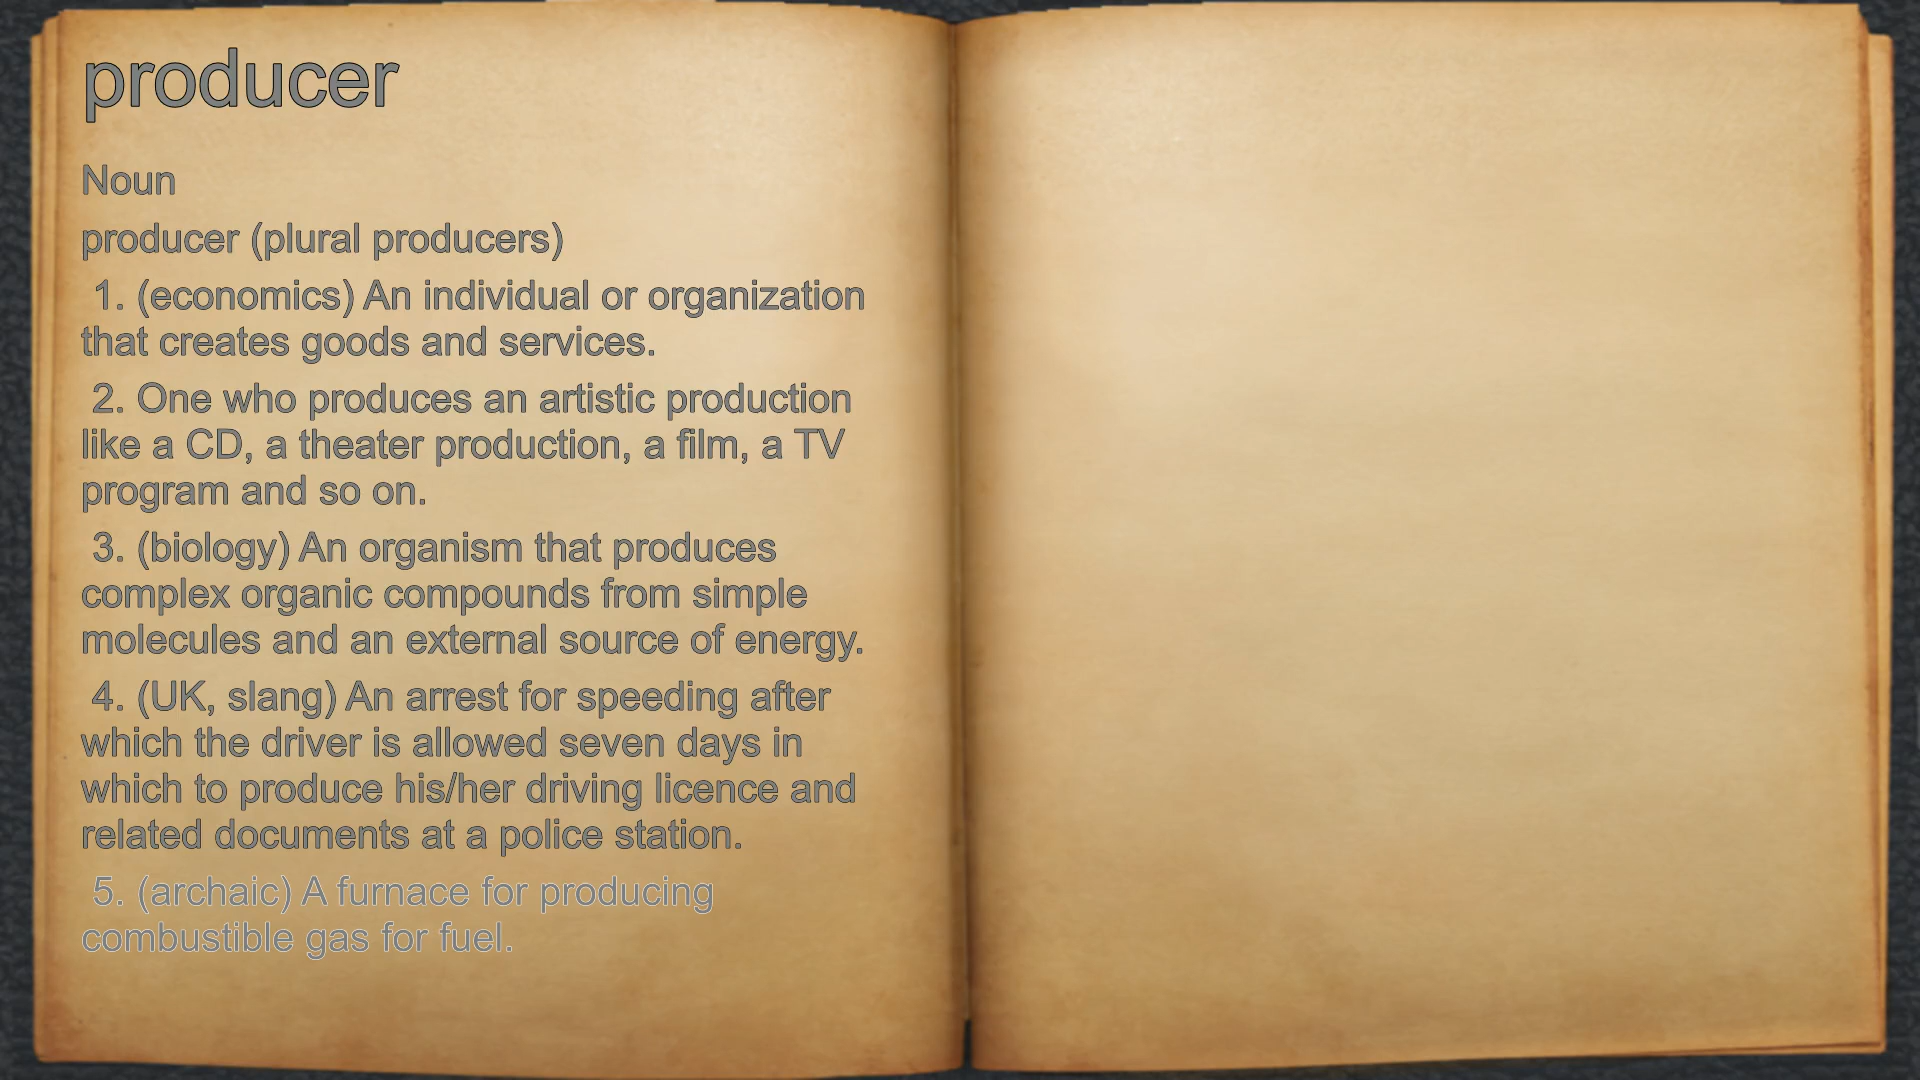 producer
Noun
producer (plural producers)
1. (economics) An individual or organization
that creates goods and services.
2. One who produces an artistic production
like a CD, a theater production, a film, a TV
program and so on.
3. (biology) An organism that produces
complex organic compounds from simple
molecules and an external source of energy.
4. (UK, slang) An arrest for speeding after
which the driver is allowed seven days in
which to produce his/her driving licence and
related documents at a police station.
5. (archaic) A furnace for producing
combustible gas for fuel.